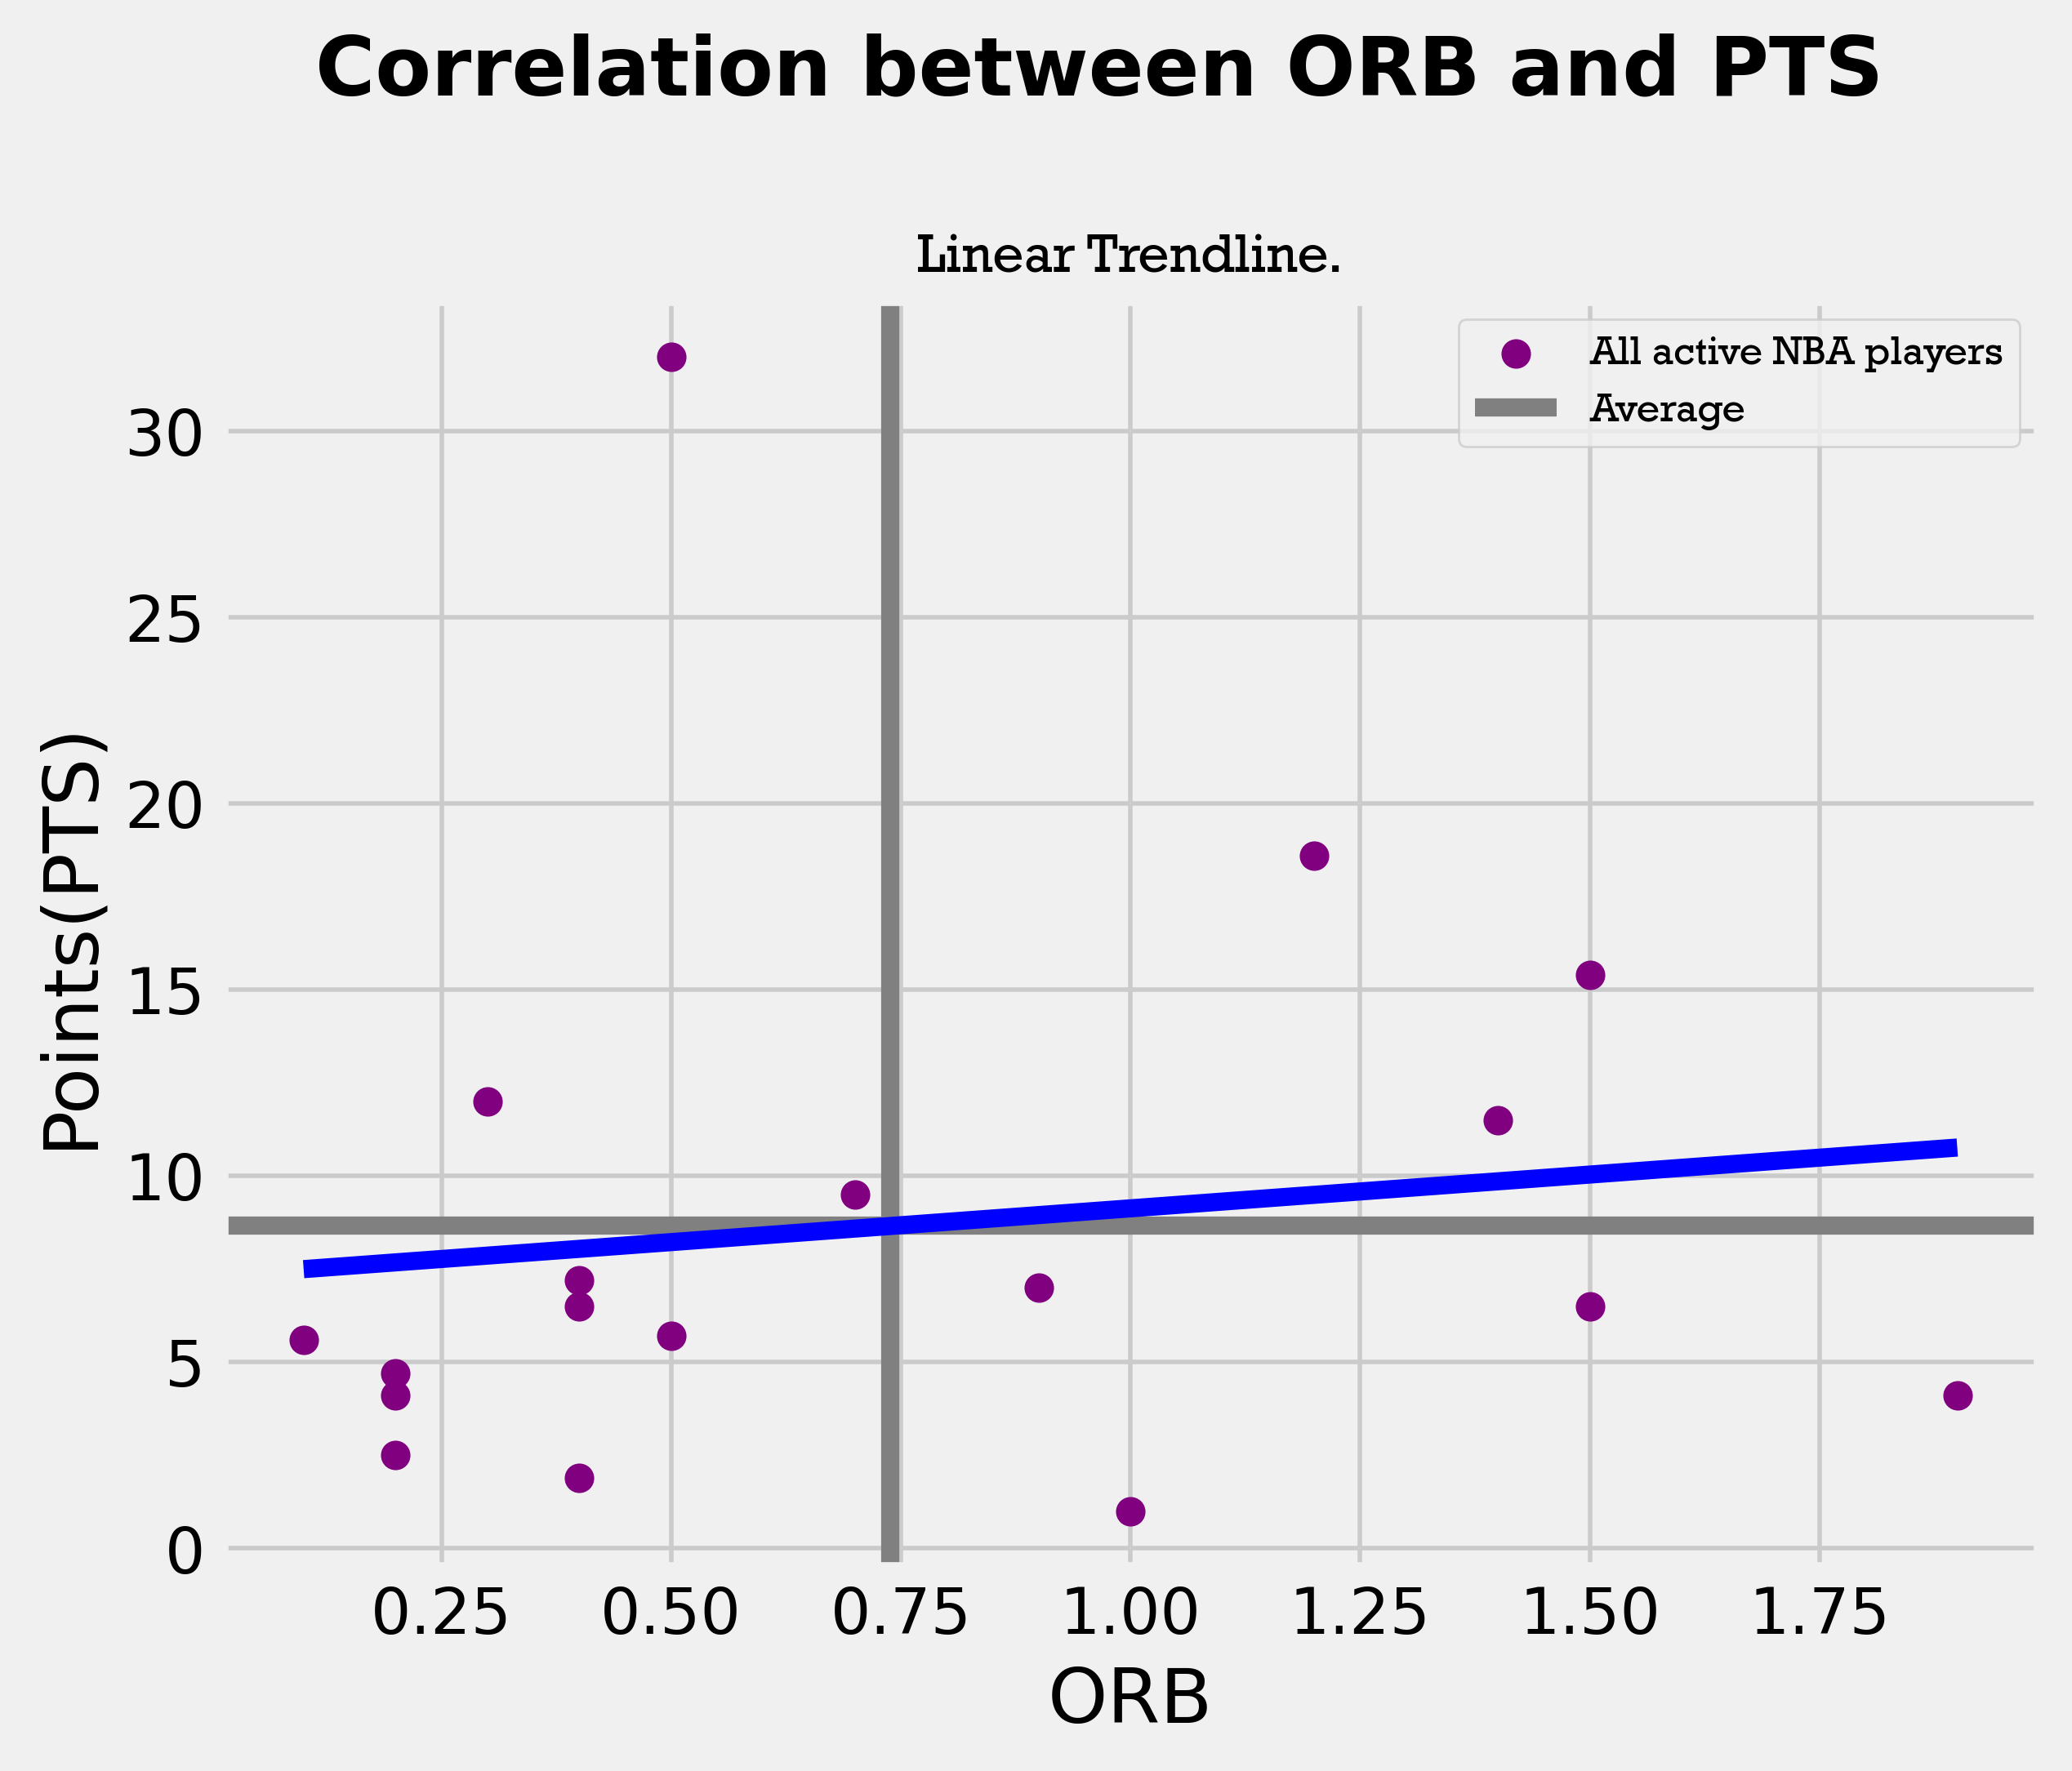 Correlation between ORB and PTS
Linear Trendline.
All active NBA players
Average
Points(PTS)
30
25
20
15
10
5
0
0.25 0.50 0.75 1.00 1.25 1.50 1.75
ORB